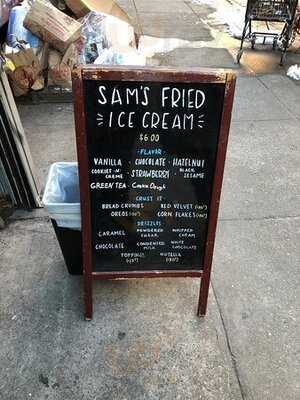 SAM'S FRIED
ICE CREAM
$6.00
- FLAVOR -
VANILLA · CHOCOLATE · HAZELNUT
COOKIES-N-CREME · STRAWBERRY · BLACK SESAME
GREEN TEA · Cookie Dough
CRUST IT
BREAD CRUMBS RED VELVET
OREOS CORN FLAKES
DRIZZLES
CARAMEL POWDERED SUGAR WHIPPED CREAM
CHOCOLATE CONDENSED MILK WHITE CHOCOLATE
TOPPINGS NUTELLA